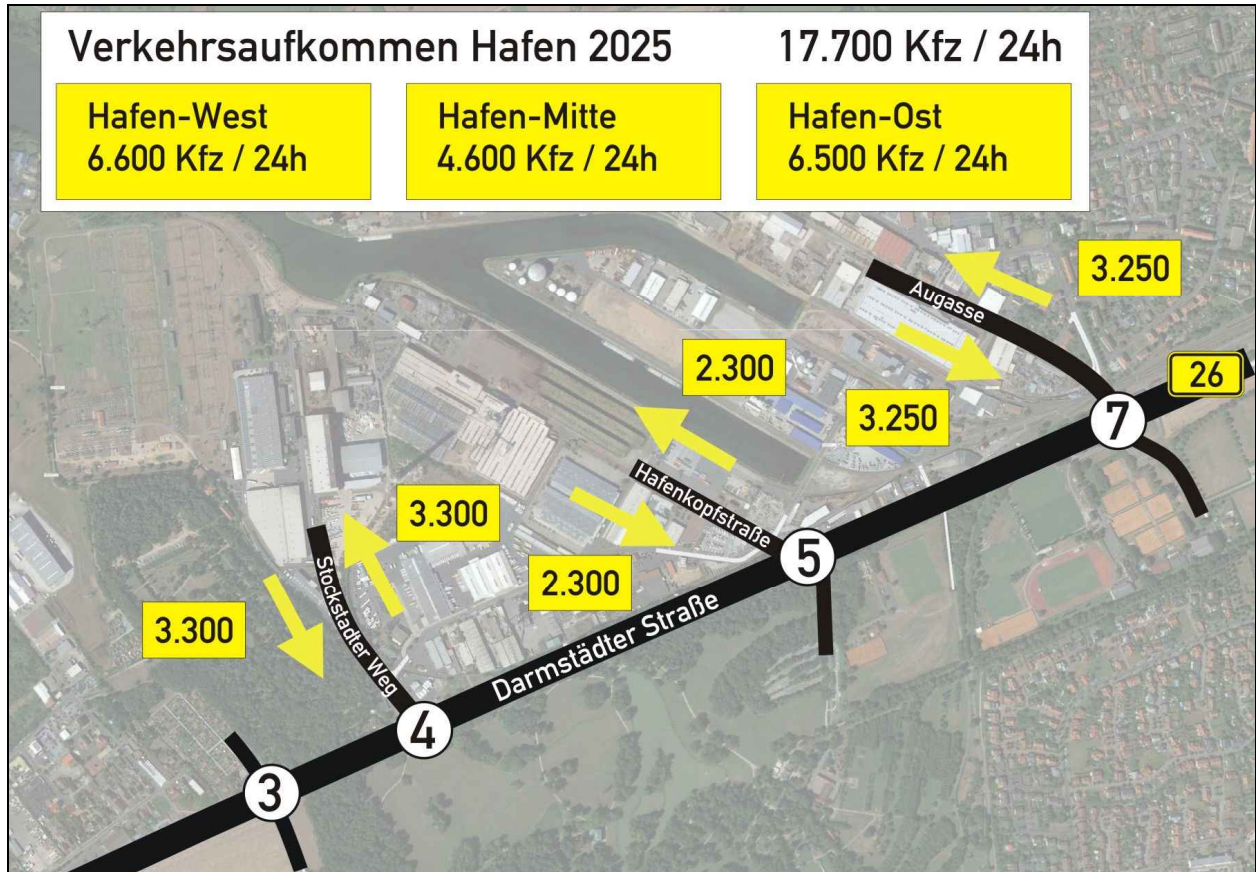 Verkehrsaufkommen Hafen 2025 17.700 Kfz / 24h
Hafen-West
6.600 Kfz / 24h
Hafen-Mitte
4.600 Kfz / 24h
Hafen-Ost
6.500 Kfz / 24h
3.250
Augasse
2.300
26
3.250
7
3.300
Hafenkopfstraße
5
2.300
Stockstadter Weg
3.300
Darmstädter Straße
4
3